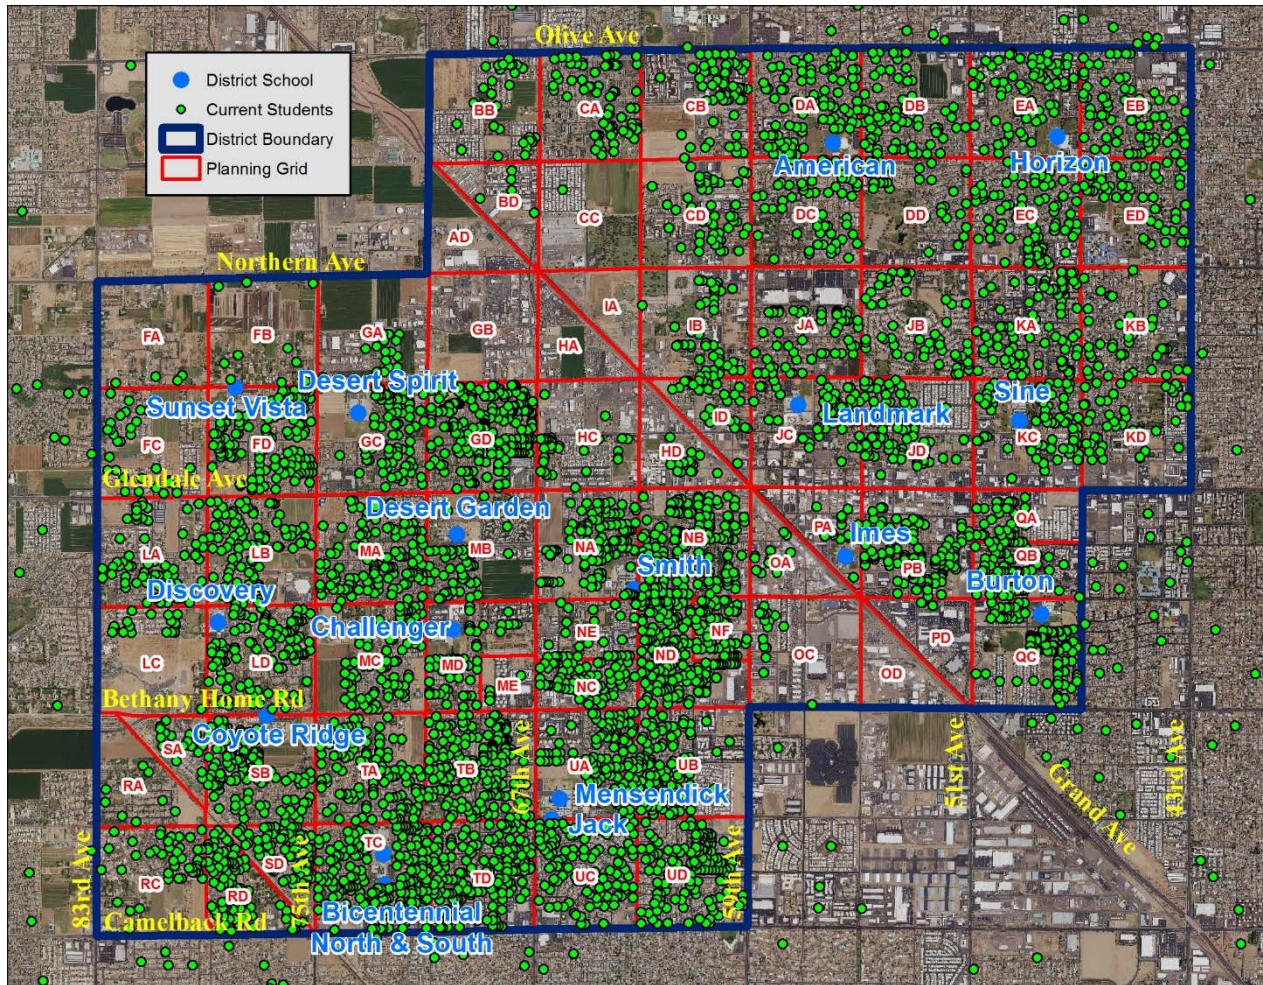 Olive Ave
District School
Current Students
District Boundary
Planning Grid
BB
CA
CB
DA
DB
EA
EB
American
Horizon
BD
CC
CD
DC
DD
EC
ED
AD
Northern Ave
FA
FB
GA
GB
HA
IA
IB
JA
JB
KA
KB
Desert Spirit
Sunset Vista
Landmark
Sine
FC
FD
GC
GD
HC
HD
ID
JC
JD
KC
KD
Glendale Ave
Desert Garden
LA
LB
MA
MB
NA
NB
OA
PA
Imes
PB
QA
QB
Smith
Burton
Discovery
Challenger
NE
NF
ND
LC
LD
MC
MD
ME
NC
OC
OD
PD
QC
Bethany Home Rd
Coyote Ridge
SA
RA
SB
TA
TB
UA
UB
67th Ave
51st Ave
Grand Ave
43rd Ave
Mensendick
Jack
83rd Ave
RC
RD
SD
75th Ave
TC
TD
UC
UD
59th Ave
Camelback Rd
Bicentennial
North & South